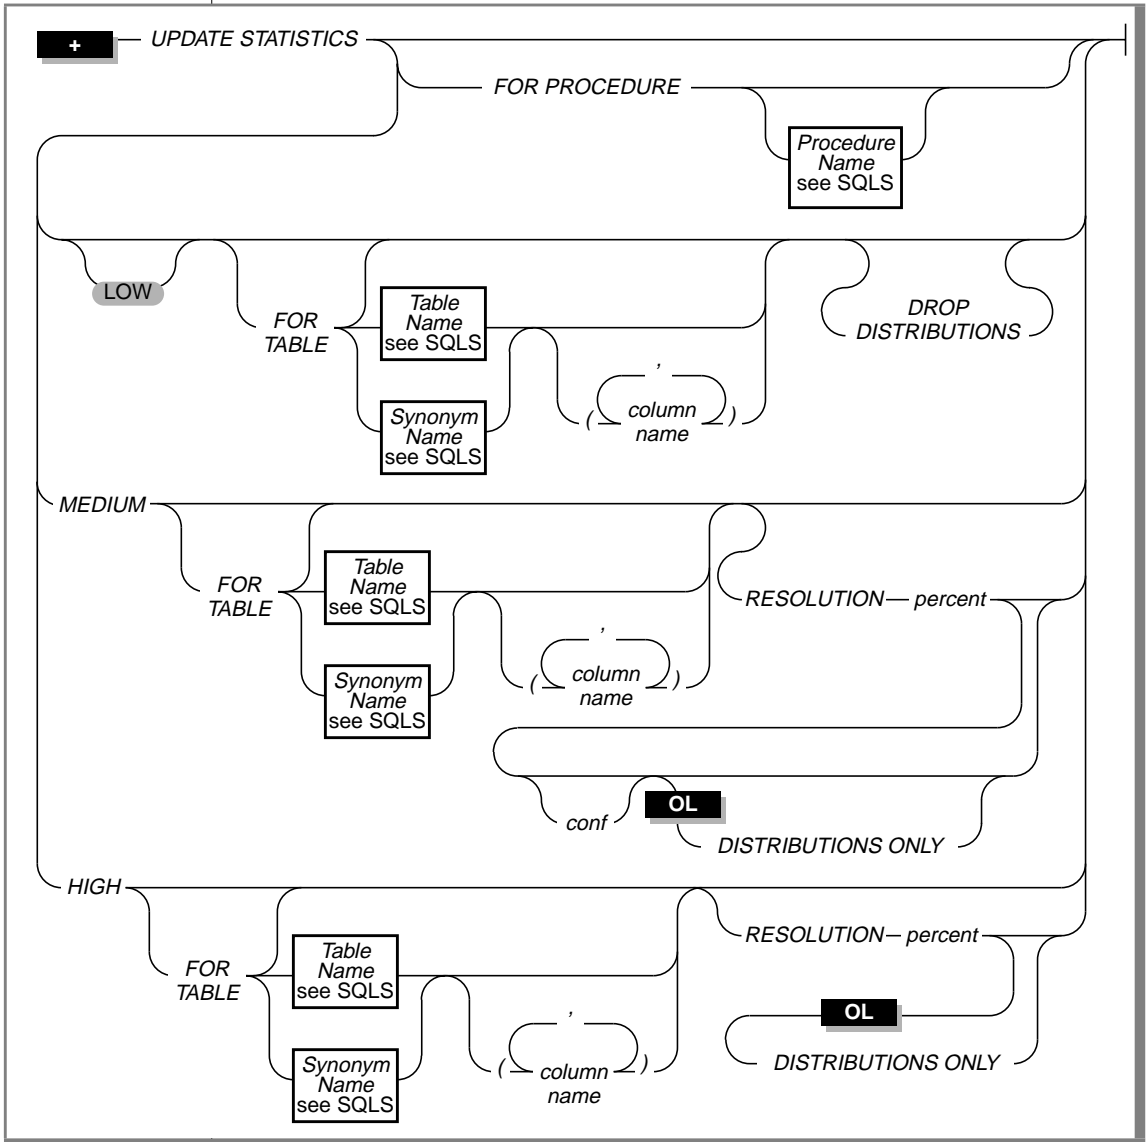 + UPDATE STATISTICS
FOR PROCEDURE
Procedure
Name
see SQLS
LOW
FOR
TABLE
Table
Name
see SQLS
DROP
DISTRIBUTIONS
Synonym
Name
see SQLS
,
( column )
name
MEDIUM
FOR
TABLE
Table
Name
see SQLS
RESOLUTION percent
Synonym
Name
see SQLS
,
( column )
name
conf
OL
DISTRIBUTIONS ONLY
HIGH
FOR
TABLE
Table
Name
see SQLS
RESOLUTION percent
Synonym
Name
see SQLS
,
( column )
name
OL
DISTRIBUTIONS ONLY